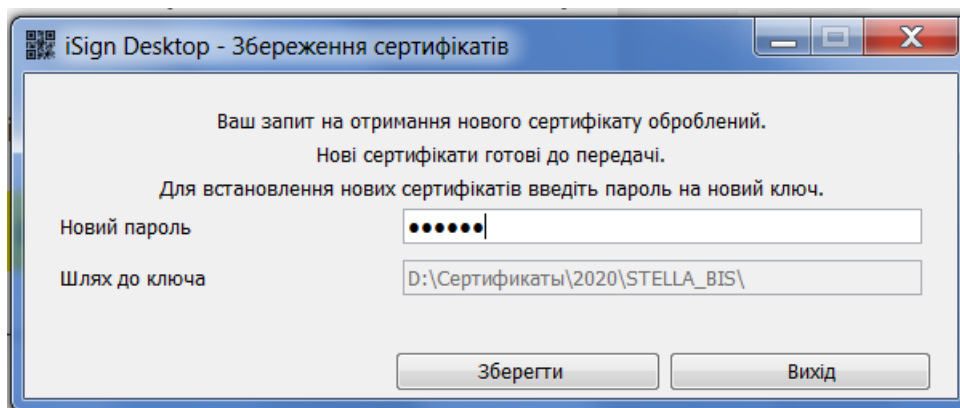 iSign Desktop - Збереження сертифікатів
Ваш запит на отримання нового сертифікату оброблений.
Нові сертифікати готові до передачі.
Для встановлення нових сертифікатів введіть пароль на новий ключ.
Новий пароль ●●●●●●
Шлях до ключа D:\Сертификаты\2020\STELLA_BIS\
Зберегти Вихід